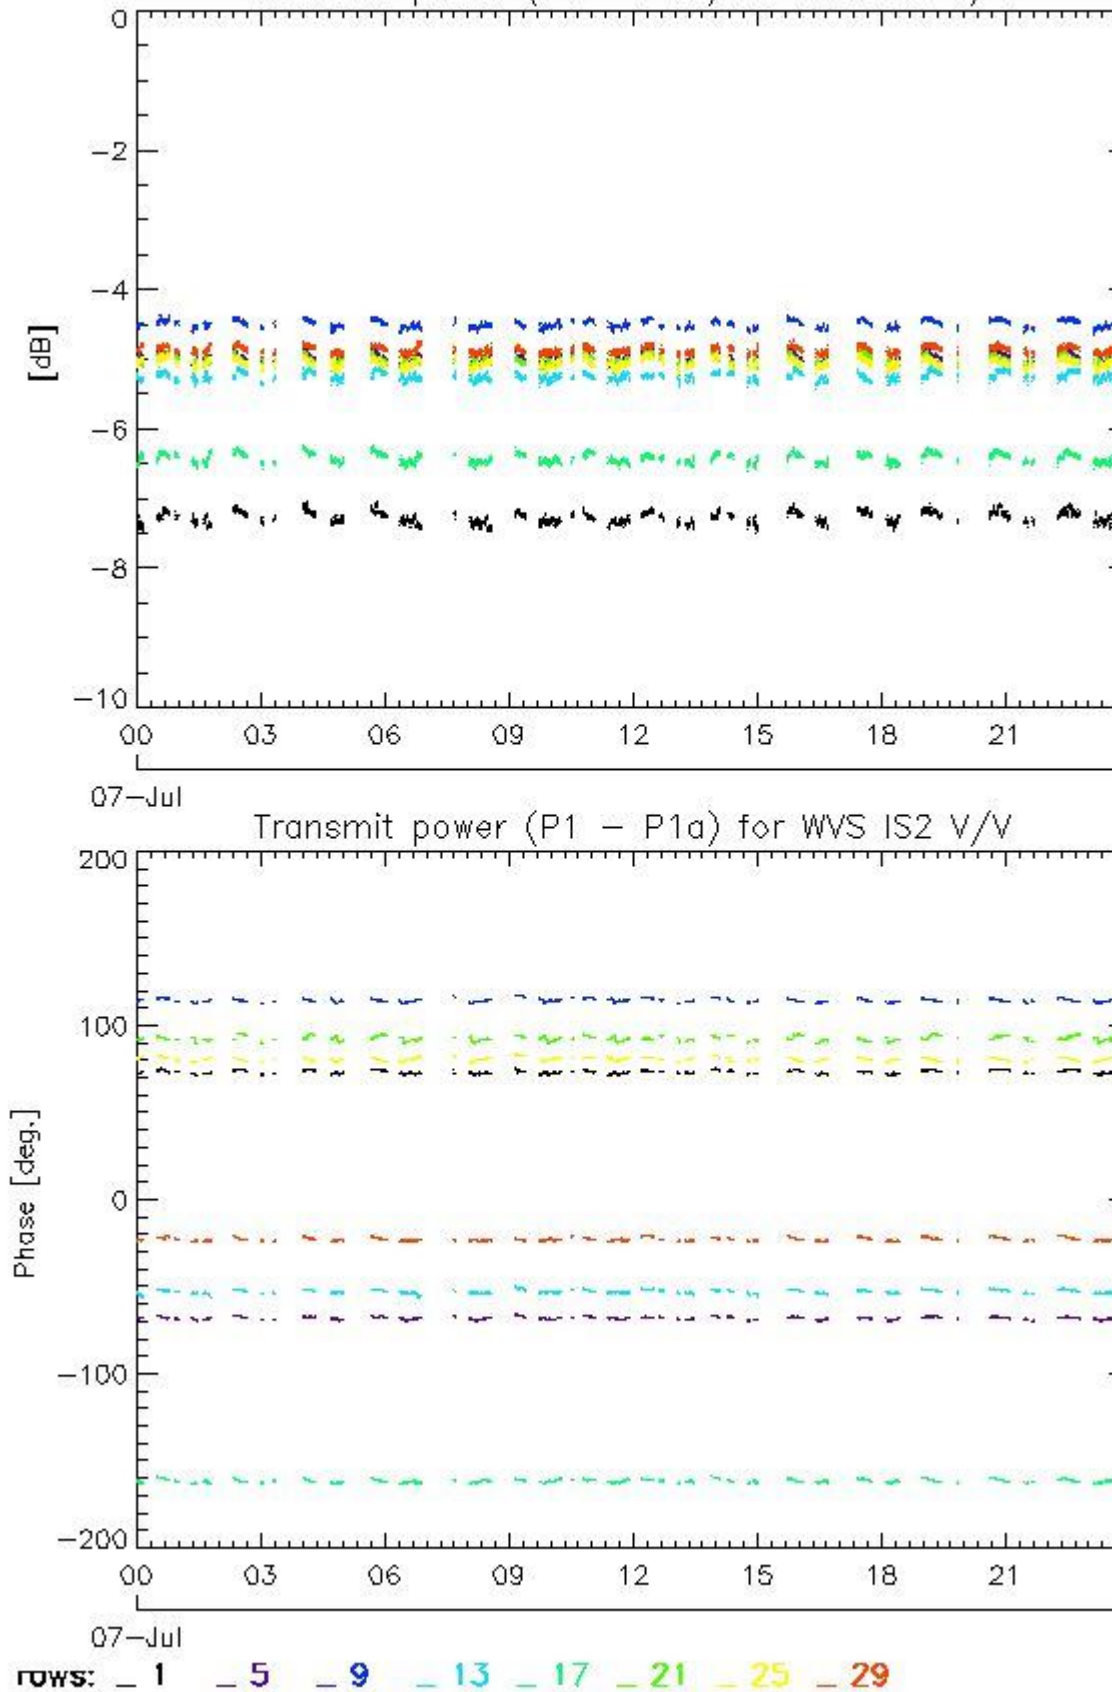 0
−2
−4
[dB]
−6
−8
−10
00 03 06 09 12 15 18 21
07−Jul
Transmit power (P1 − P1a) for WVS IS2 V/V
200
100
Phase [deg.]
0
−100
−200
00 03 06 09 12 15 18 21
07−Jul
rows: _ 1 _ 5 _ 9 _ 13 _ 17 _ 21 _ 25 _ 29